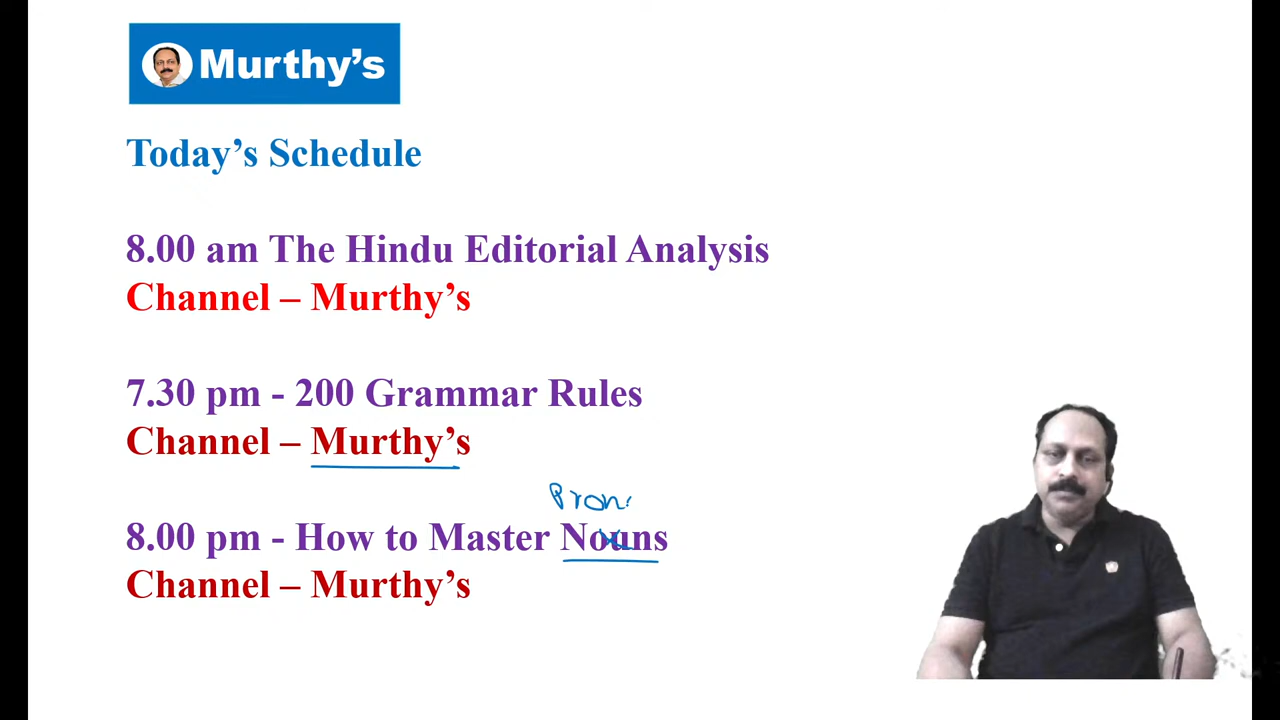 Murthy's
Today's Schedule
8.00 am The Hindu Editorial Analysis
Channel – Murthy's
7.30 pm - 200 Grammar Rules
Channel – Murthy's
Pron
8.00 pm - How to Master Nouns
Channel – Murthy's